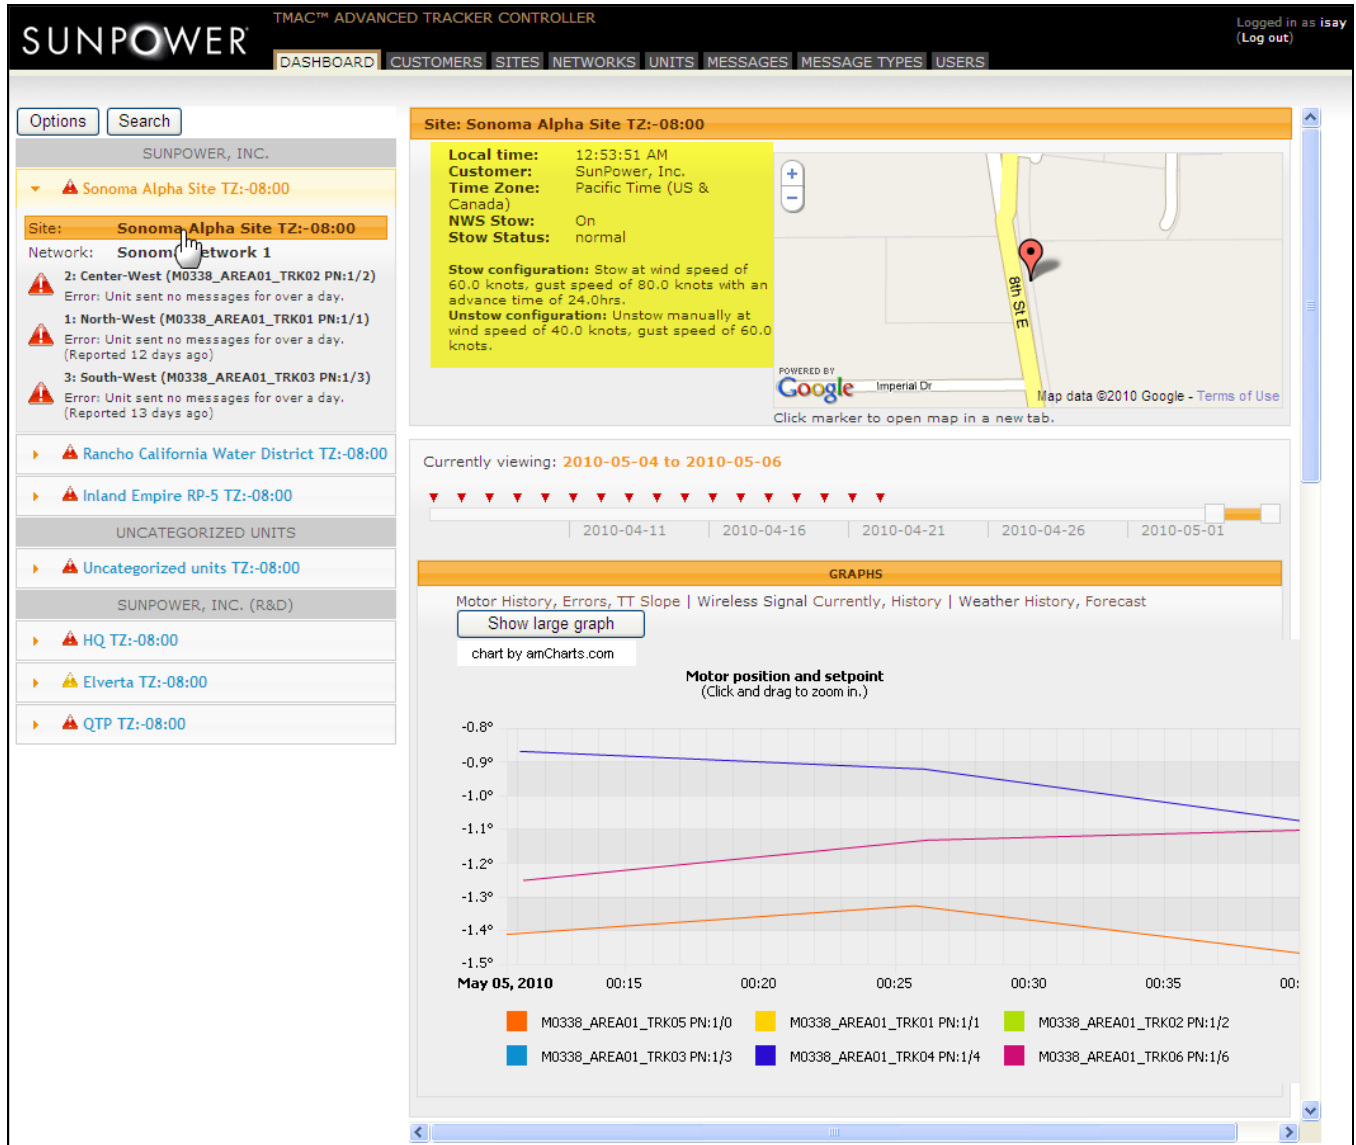 SUNPOWER
TMAC™ ADVANCED TRACKER CONTROLLER
Logged in as isay
(Log out)
DASHBOARD CUSTOMERS SITES NETWORKS UNITS MESSAGES MESSAGE TYPES USERS
Options Search
SUNPOWER, INC.
Sonoma Alpha Site TZ:-08:00
Site: Sonoma Alpha Site TZ:-08:00
Network: Sonoma Network 1
2: Center-West (M0338_AREA01_TRK02 PN:1/2)
Error: Unit sent no messages for over a day.
1: North-West (M0338_AREA01_TRK01 PN:1/1)
Error: Unit sent no messages for over a day.
(Reported 12 days ago)
3: South-West (M0338_AREA01_TRK03 PN:1/3)
Error: Unit sent no messages for over a day.
(Reported 13 days ago)
Rancho California Water District TZ:-08:00
Inland Empire RP-5 TZ:-08:00
UNCATEGORIZED UNITS
Uncategorized units TZ:-08:00
SUNPOWER, INC. (R&D)
HQ TZ:-08:00
Elverta TZ:-08:00
QTP TZ:-08:00
Site: Sonoma Alpha Site TZ:-08:00
Local time: 12:53:51 AM
Customer: SunPower, Inc.
Time Zone: Pacific Time (US &
Canada)
NWS Stow: On
Stow Status: normal
Stow configuration: Stow at wind speed of
60.0 knots, gust speed of 80.0 knots with an
advance time of 24.0hrs.
Unstow configuration: Unstow manually at
wind speed of 40.0 knots, gust speed of 60.0
knots.
+
−
8th St E
POWERED BY
Google
Imperial Dr
Map data ©2010 Google - Terms of Use
Click marker to open map in a new tab.
Currently viewing: 2010-05-04 to 2010-05-06
2010-04-11 2010-04-16 2010-04-21 2010-04-26 2010-05-01
GRAPHS
Motor History, Errors, TT Slope | Wireless Signal Currently, History | Weather History, Forecast
Show large graph
chart by amCharts.com
Motor position and setpoint
(Click and drag to zoom in.)
-0.8°
-0.9°
-1.0°
-1.1°
-1.2°
-1.3°
-1.4°
-1.5°
May 05, 2010 00:15 00:20 00:25 00:30 00:35 00:
M0338_AREA01_TRK05 PN:1/0 M0338_AREA01_TRK01 PN:1/1 M0338_AREA01_TRK02 PN:1/2
M0338_AREA01_TRK03 PN:1/3 M0338_AREA01_TRK04 PN:1/4 M0338_AREA01_TRK06 PN:1/6